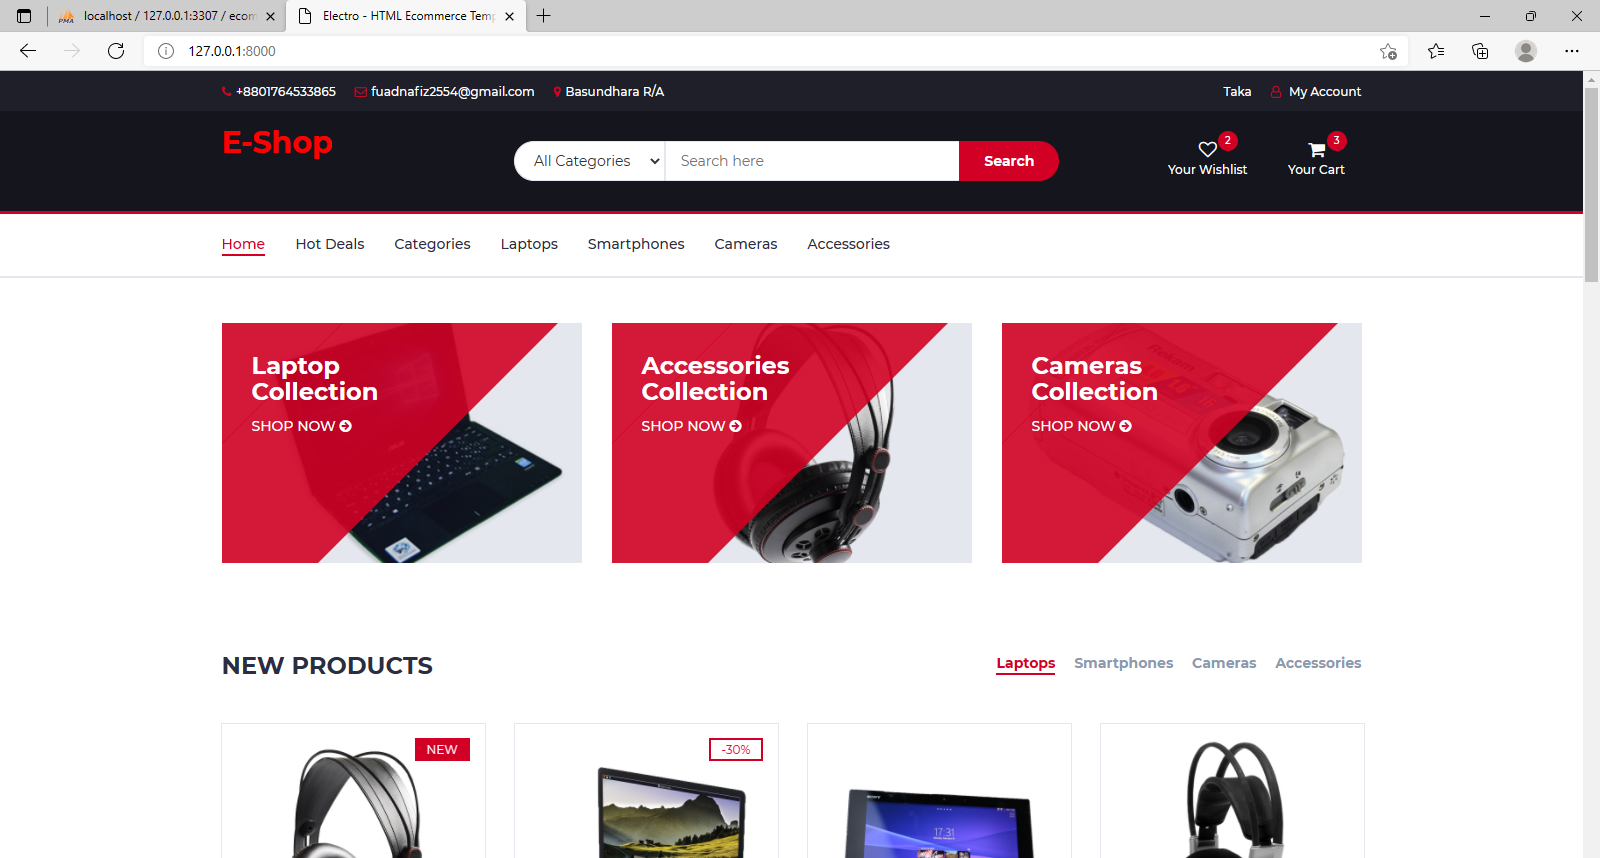 localhost / 127.0.0.1:3307 / ecom
Electro - HTML Ecommerce Temp
127.0.0.1:8000
+8801764533865 fuadnafiz2554@gmail.com Basundhara R/A Taka My Account
E-Shop
All Categories Search here Search
2 3
Your Wishlist Your Cart
Home Hot Deals Categories Laptops Smartphones Cameras Accessories
Laptop
Collection
SHOP NOW
Accessories
Collection
SHOP NOW
Cameras
Collection
SHOP NOW
NEW PRODUCTS
Laptops Smartphones Cameras Accessories
NEW
-30%
SONY
17:31